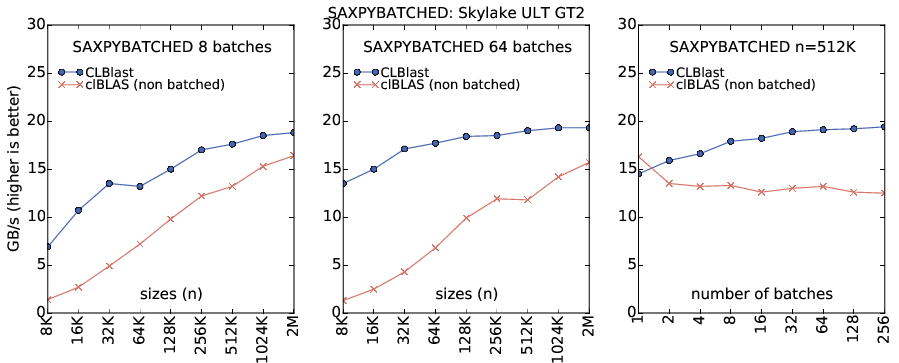 SAXPYBATCHED: Skylake ULT GT2
GB/s (higher is better)
SAXPYBATCHED 8 batches
CLBlast
clBLAS (non batched)
30
25
20
15
10
5
0
sizes (n)
8K 16K 32K 64K 128K 256K 512K 1024K 2M
SAXPYBATCHED 64 batches
CLBlast
clBLAS (non batched)
30
25
20
15
10
5
0
sizes (n)
8K 16K 32K 64K 128K 256K 512K 1024K 2M
SAXPYBATCHED n=512K
CLBlast
clBLAS (non batched)
30
25
20
15
10
5
0
number of batches
1 2 4 8 16 32 64 128 256